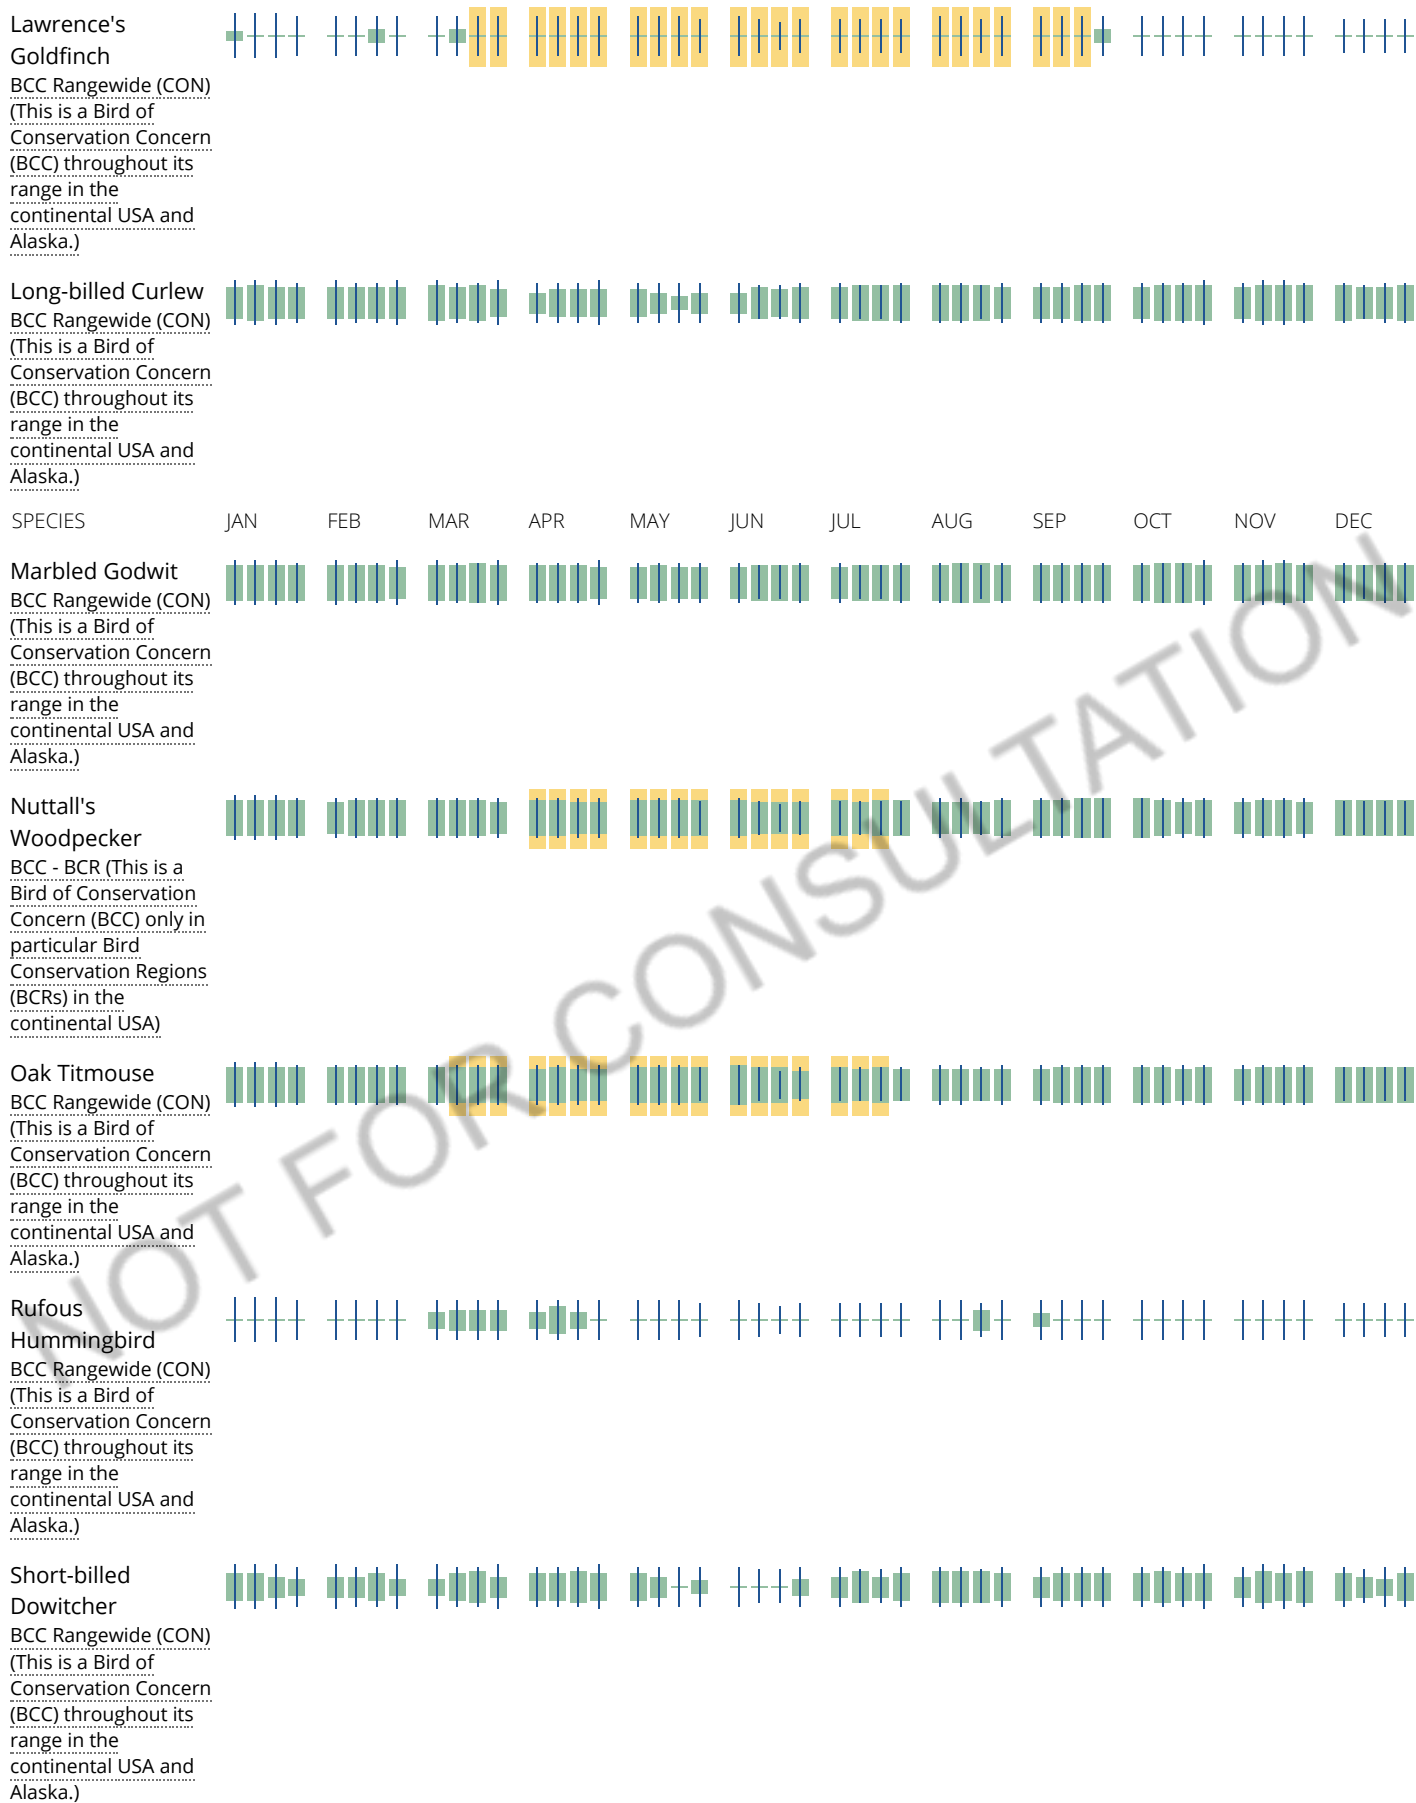 Lawrence's
Goldfinch
BCC Rangewide (CON)
(This is a Bird of
Conservation Concern
(BCC) throughout its
range in the
continental USA and
Alaska.)
Long-billed Curlew
BCC Rangewide (CON)
(This is a Bird of
Conservation Concern
(BCC) throughout its
range in the
continental USA and
Alaska.)
SPECIES JAN FEB MAR APR MAY JUN JUL AUG SEP OCT NOV DEC
Marbled Godwit
BCC Rangewide (CON)
(This is a Bird of
Conservation Concern
(BCC) throughout its
range in the
continental USA and
Alaska.)
Nuttall's
Woodpecker
BCC - BCR (This is a
Bird of Conservation
Concern (BCC) only in
particular Bird
Conservation Regions
(BCRs) in the
continental USA)
Oak Titmouse
BCC Rangewide (CON)
(This is a Bird of
Conservation Concern
(BCC) throughout its
range in the
continental USA and
Alaska.)
Rufous
Hummingbird
BCC Rangewide (CON)
(This is a Bird of
Conservation Concern
(BCC) throughout its
range in the
continental USA and
Alaska.)
Short-billed
Dowitcher
BCC Rangewide (CON)
(This is a Bird of
Conservation Concern
(BCC) throughout its
range in the
continental USA and
Alaska.)
NOT FOR CONSULTATION